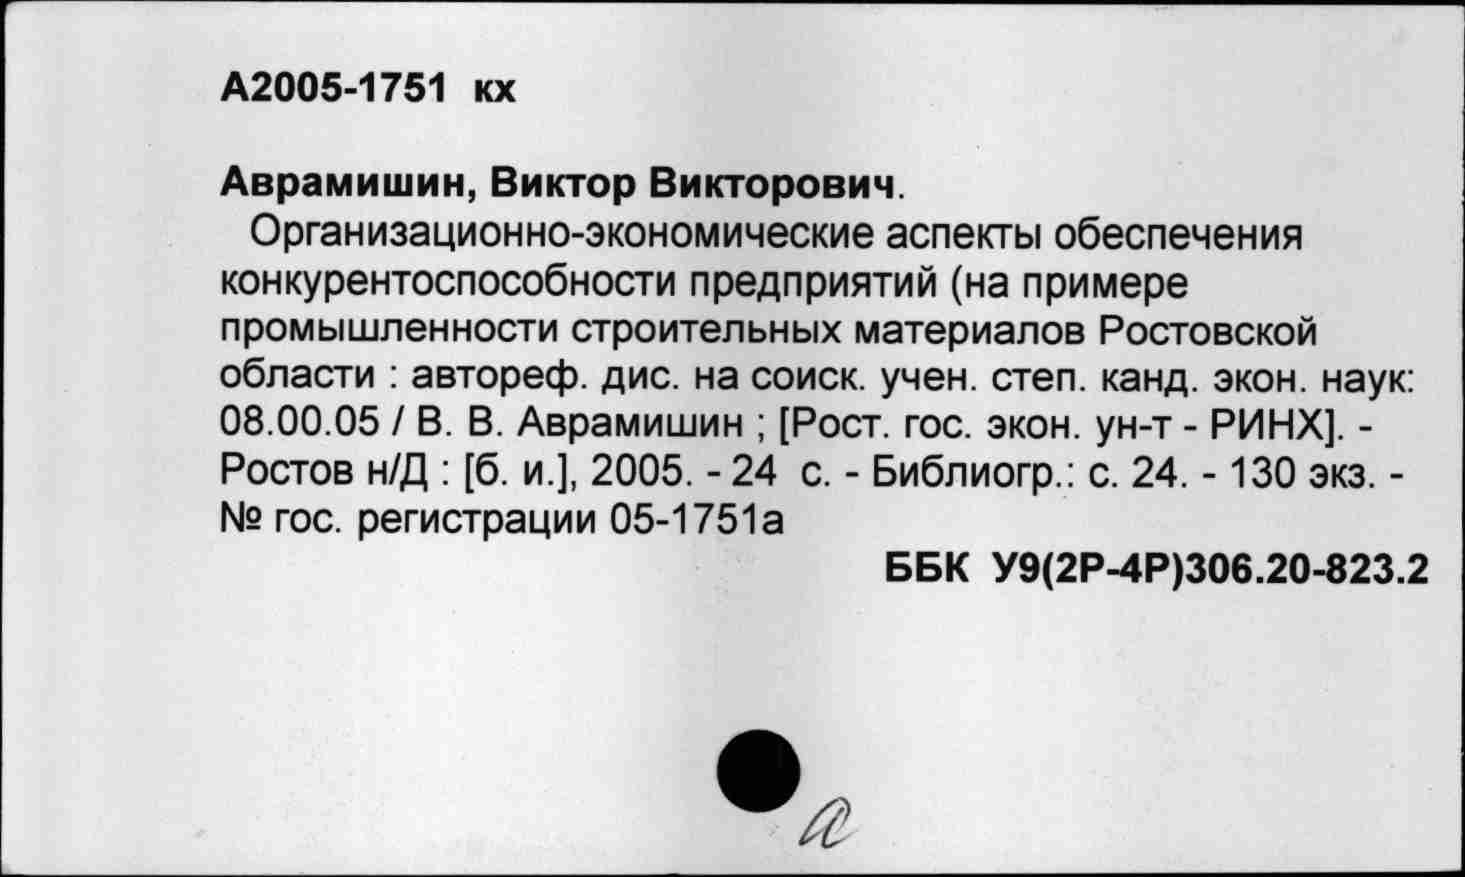 А2005-1751 кх
Аврамишин, Виктор Викторович.
Организационно-экономические аспекты обеспечения
конкурентоспособности предприятий (на примере
промышленности строительных материалов Ростовской
области : автореф. дис. на соиск. учен. степ. канд. экон. наук:
08.00.05 / В. В. Аврамишин ; [Рост. гос. экон. ун-т - РИНХ]. -
Ростов н/Д : [б. и.], 2005. - 24 с. - Библиогр.: с. 24. - 130 экз. -
№ гос. регистрации 05-1751а
ББК У9(2Р-4Р)306.20-823.2
а